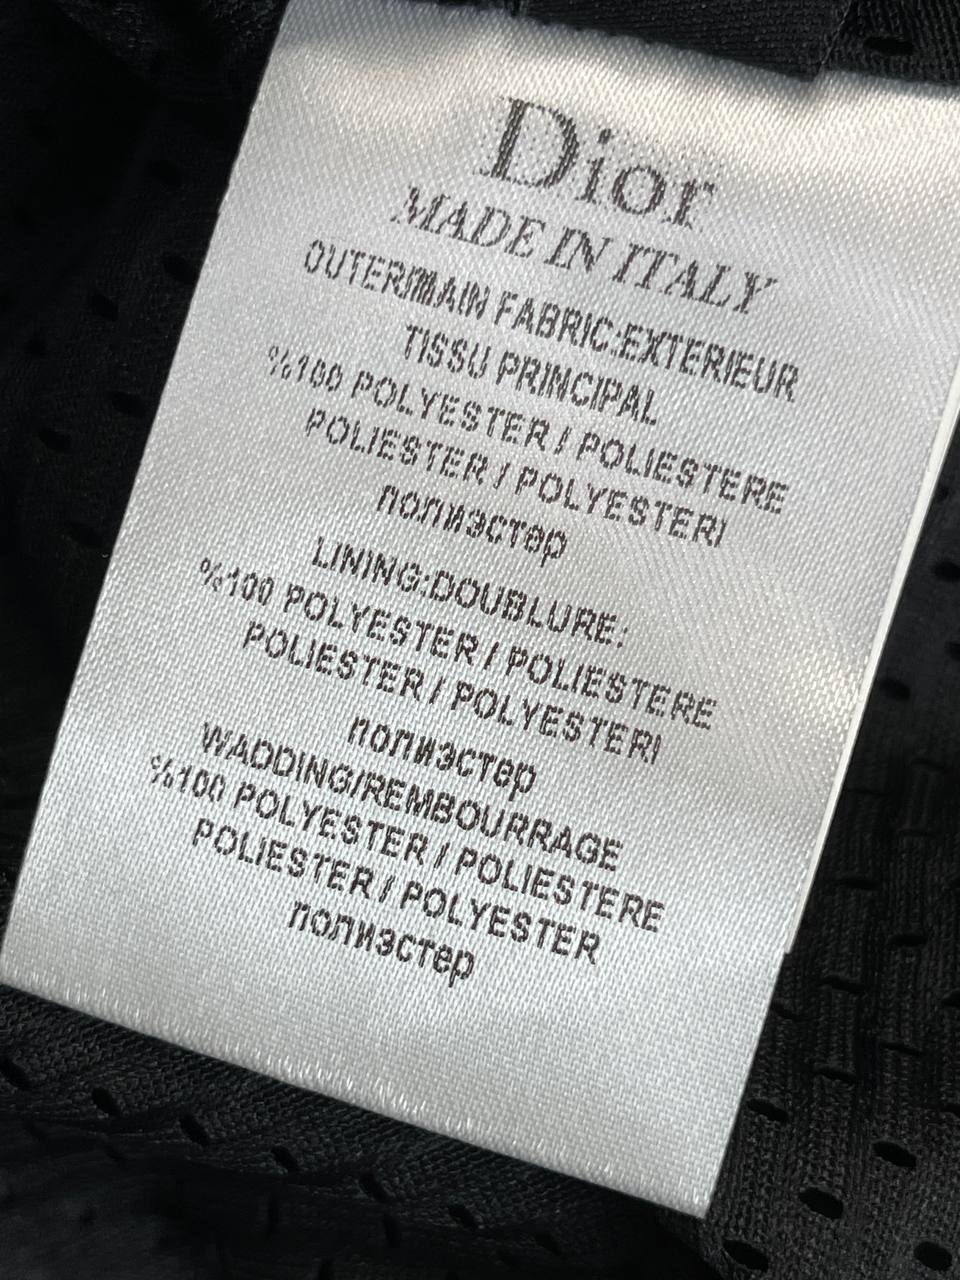 Dior
MADE IN ITALY
OUTER/MAIN FABRIC:EXTERIEUR
TISSU PRINCIPAL
%100 POLYESTER / POLIESTERE
POLIESTER / POLYESTERI
полиэстер
LINING:DOUBLURE:
%100 POLYESTER / POLIESTERE
POLIESTER / POLYESTERI
полиэстер
WADDING/REMBOURRAGE
%100 POLYESTER / POLIESTERE
POLIESTER / POLYESTER
полиэстер